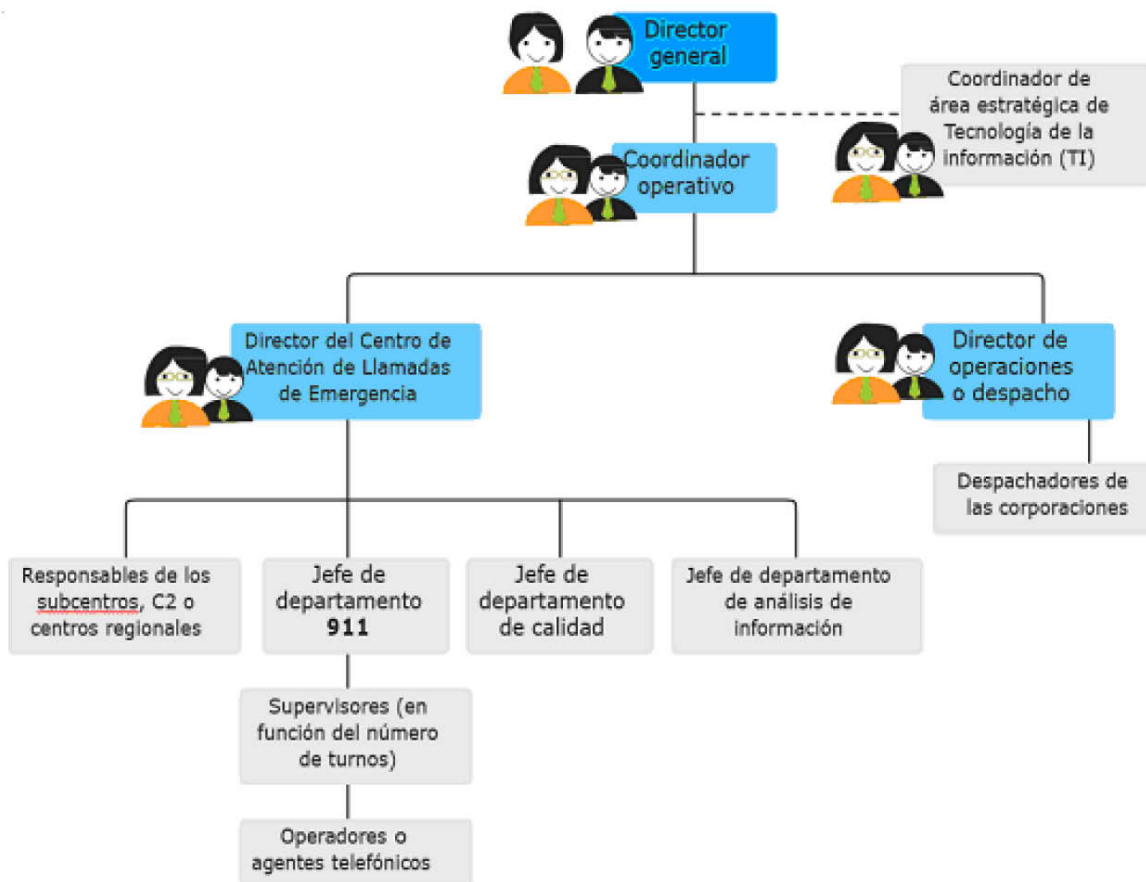 Director
general
Coordinador de
área estratégica de
Tecnología de la
información (TI)
Coordinador
operativo
Director del Centro de
Atención de Llamadas
de Emergencia
Director de
operaciones
o despacho
Despachadores de
las corporaciones
Responsables de los
subcentros, C2 o
centros regionales
Jefe de
departamento
911
Jefe de
departamento
de calidad
Jefe de departamento
de análisis de
información
Supervisores (en
función del número
de turnos)
Operadores o
agentes telefónicos